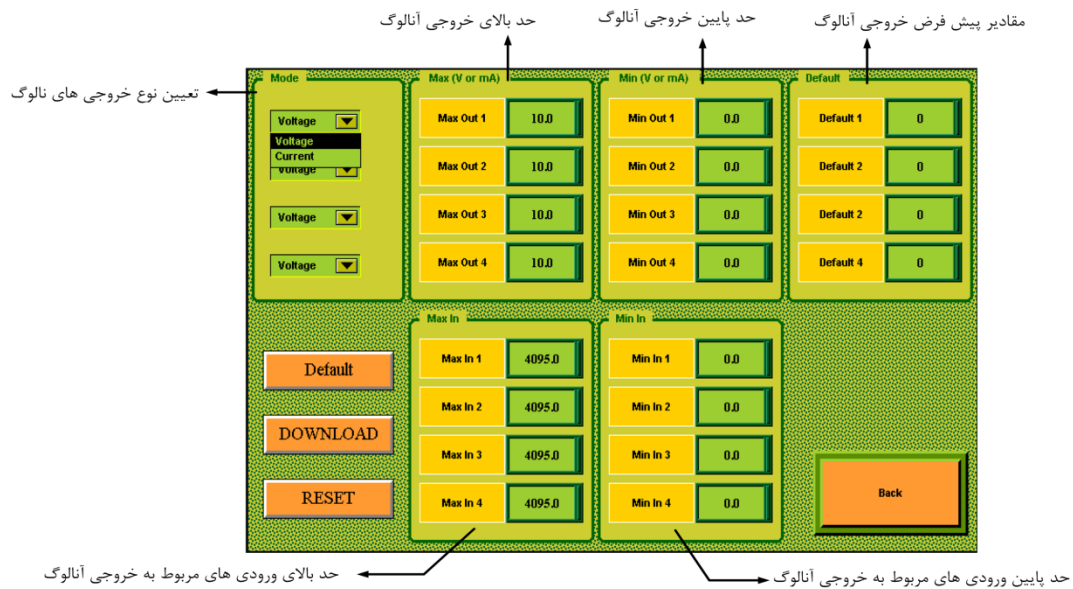 حد بالای خروجی آنالوگ
حد پایین خروجی آنالوگ
مقادیر پیش فرض خروجی آنالوگ
تعیین نوع خروجی های نالوگ
Mode
Voltage
Voltage
Current
Voltage
Voltage
Voltage
Max (V or mA)
Max Out 1 10.0
Max Out 2 10.0
Max Out 3 10.0
Max Out 4 10.0
Min (V or mA)
Min Out 1 0.0
Min Out 2 0.0
Min Out 3 0.0
Min Out 4 0.0
Default
Default 1 0
Default 2 0
Default 2 0
Default 4 0
Default
DOWNLOAD
RESET
Max In
Max In 1 4095.0
Max In 2 4095.0
Max In 3 4095.0
Max In 4 4095.0
Min In
Min In 1 0.0
Min In 2 0.0
Min In 3 0.0
Min In 4 0.0
Back
حد بالای ورودی های مربوط به خروجی آنالوگ
حد پایین ورودی های مربوط به خروجی آنالوگ